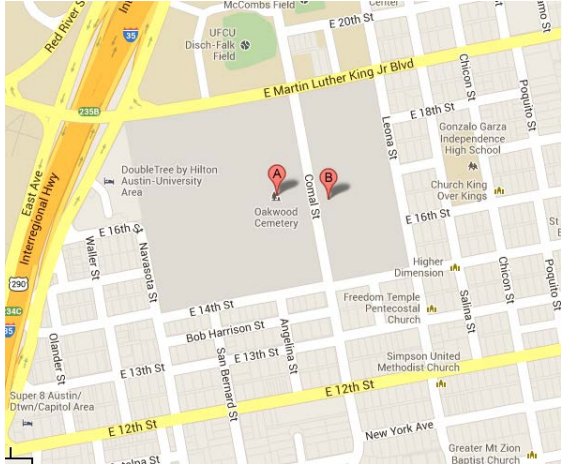 McCombs Field
Red River St
35
UFCU
Disch-Falk
Field
E 20th St
Center
E Martin Luther King Jr Blvd
235B
E 18th St
Chicon St
Poquito St
Leona St
Gonzalo Garza
Independence
High School
DoubleTree by Hilton
Austin-University
Area
A
B
Comal St
Oakwood
Cemetery
Church King
Over Kings
East Ave
Interregional Hwy
E 16th St
E 16th St
Waller St
Navasota St
290
Higher
Dimension
Chicon St
Poquito St
Salina St
E 14th St
Freedom Temple
Pentecostal
Church
34C
35
Bob Harrison St
Angelina St
Olander St
E 13th St
E 13th St
San Bernard St
Simpson United
Methodist Church
Super 8 Austin/
Dtwn/Capitol Area
E 12th St
E 12th St
New York Ave
Greater Mt Zion
Baptist Church